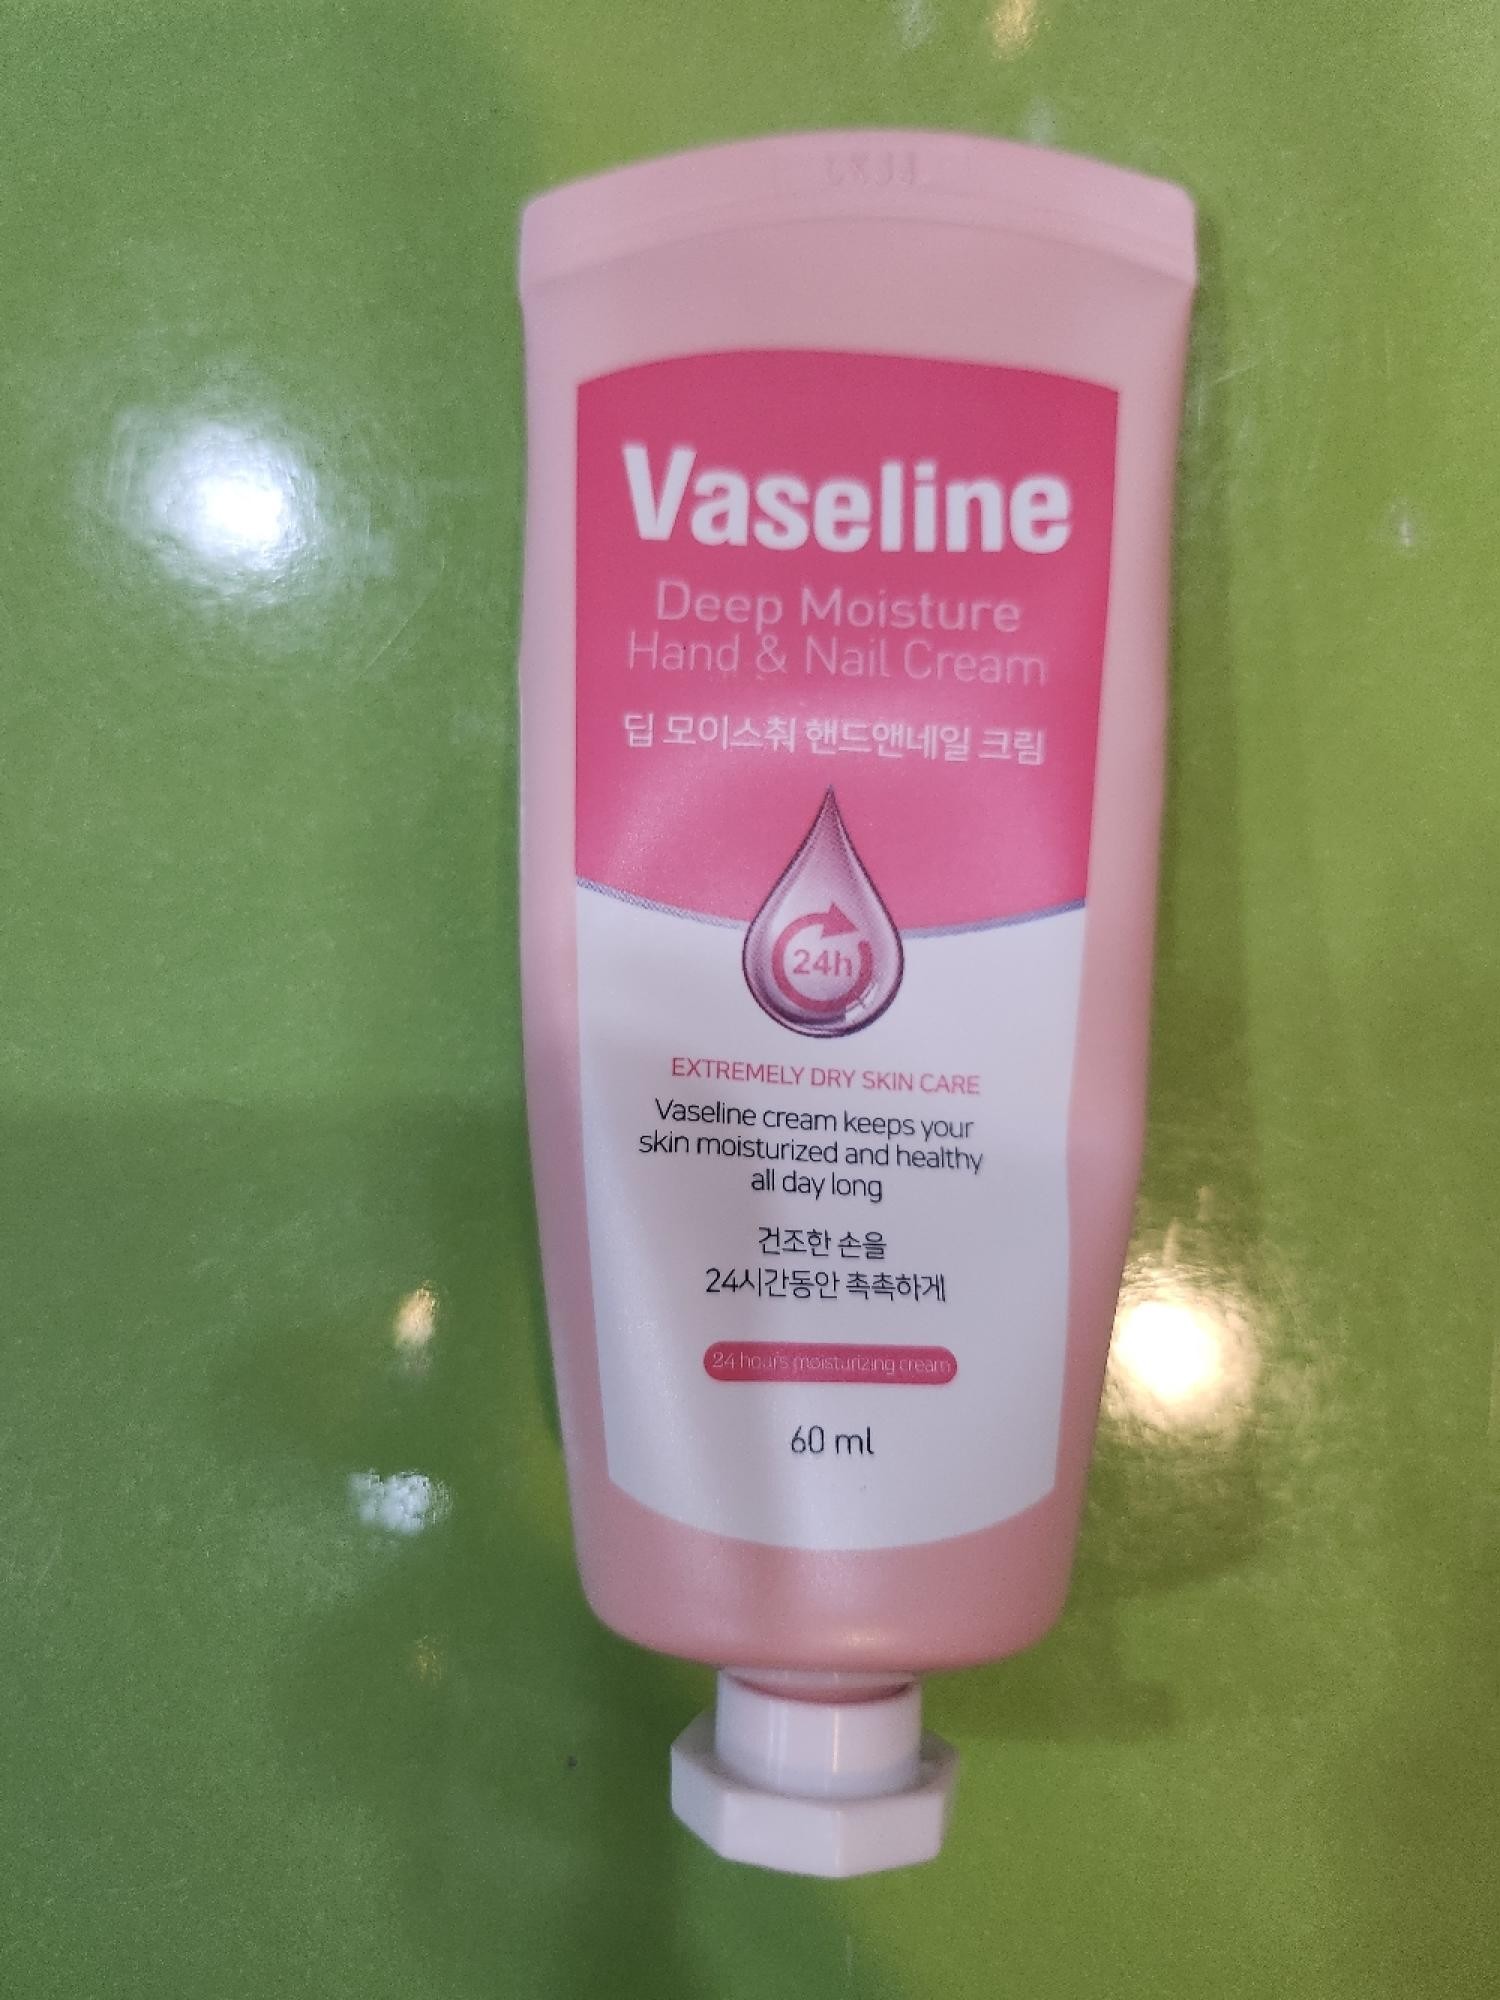 Vaseline
Deep Moisture
Hand & Nail Cream
딥 모이스춰 핸드앤네일 크림
24h
EXTREMELY DRY SKIN CARE
Vaseline cream keeps your
skin moisturized and healthy
all day long
건조한 손을
24시간동안 촉촉하게
24 hours moisturizing cream
60 ml